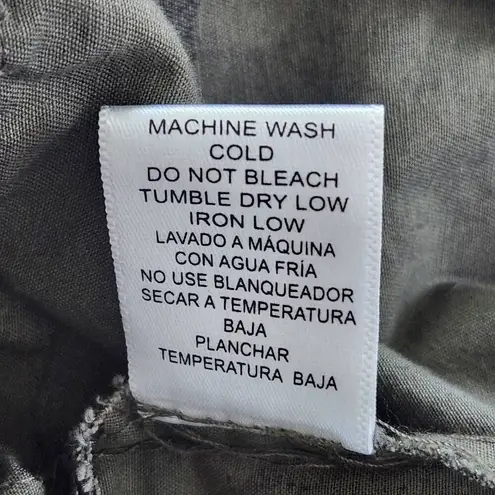 MACHINE WASH
COLD
DO NOT BLEACH
TUMBLE DRY LOW
IRON LOW
LAVADO A MÁQUINA
CON AGUA FRÍA
NO USE BLANQUEADOR
SECAR A TEMPERATURA
BAJA
PLANCHAR
TEMPERATURA BAJA